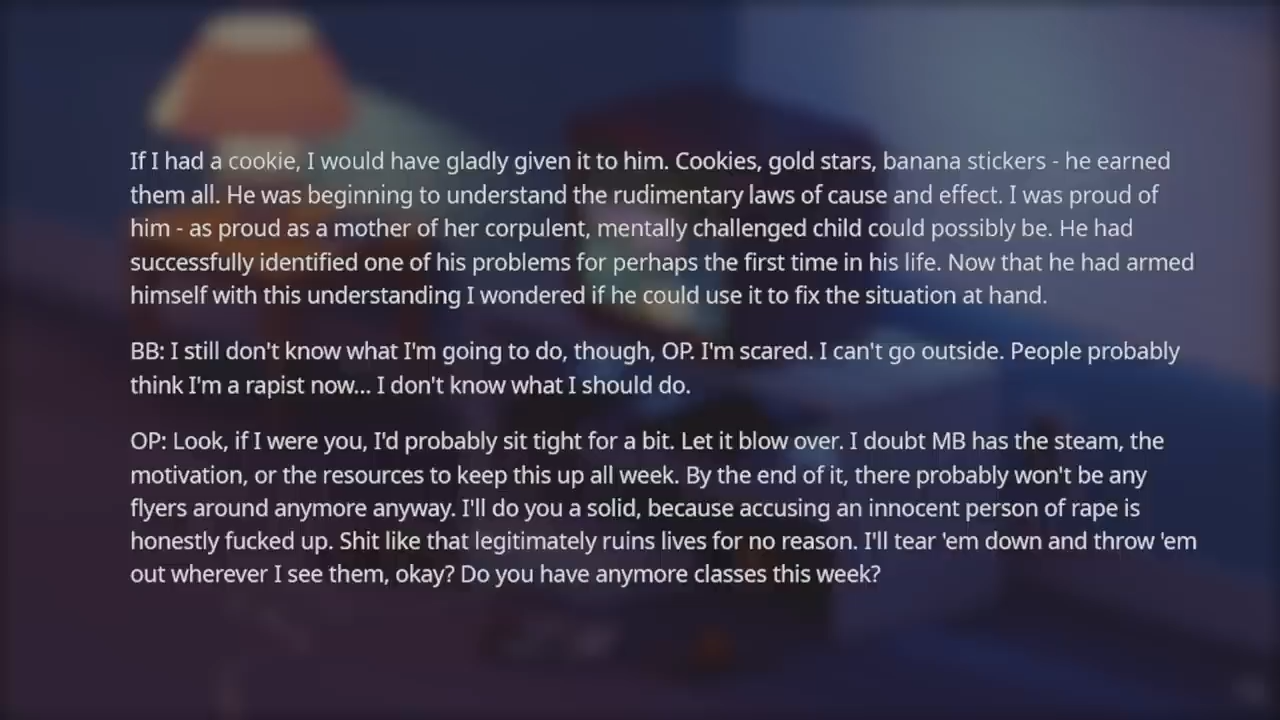 If I had a cookie, I would have gladly given it to him. Cookies, gold stars, banana stickers - he earned
them all. He was beginning to understand the rudimentary laws of cause and effect. I was proud of
him - as proud as a mother of her corpulent, mentally challenged child could possibly be. He had
successfully identified one of his problems for perhaps the first time in his life. Now that he had armed
himself with this understanding I wondered if he could use it to fix the situation at hand.
BB: I still don't know what I'm going to do, though, OP. I'm scared. I can't go outside. People probably
think I'm a rapist now... I don't know what I should do.
OP: Look, if I were you, I'd probably sit tight for a bit. Let it blow over. I doubt MB has the steam, the
motivation, or the resources to keep this up all week. By the end of it, there probably won't be any
flyers around anymore anyway. I'll do you a solid, because accusing an innocent person of rape is
honestly fucked up. Shit like that legitimately ruins lives for no reason. I'll tear 'em down and throw 'em
out wherever I see them, okay? Do you have anymore classes this week?